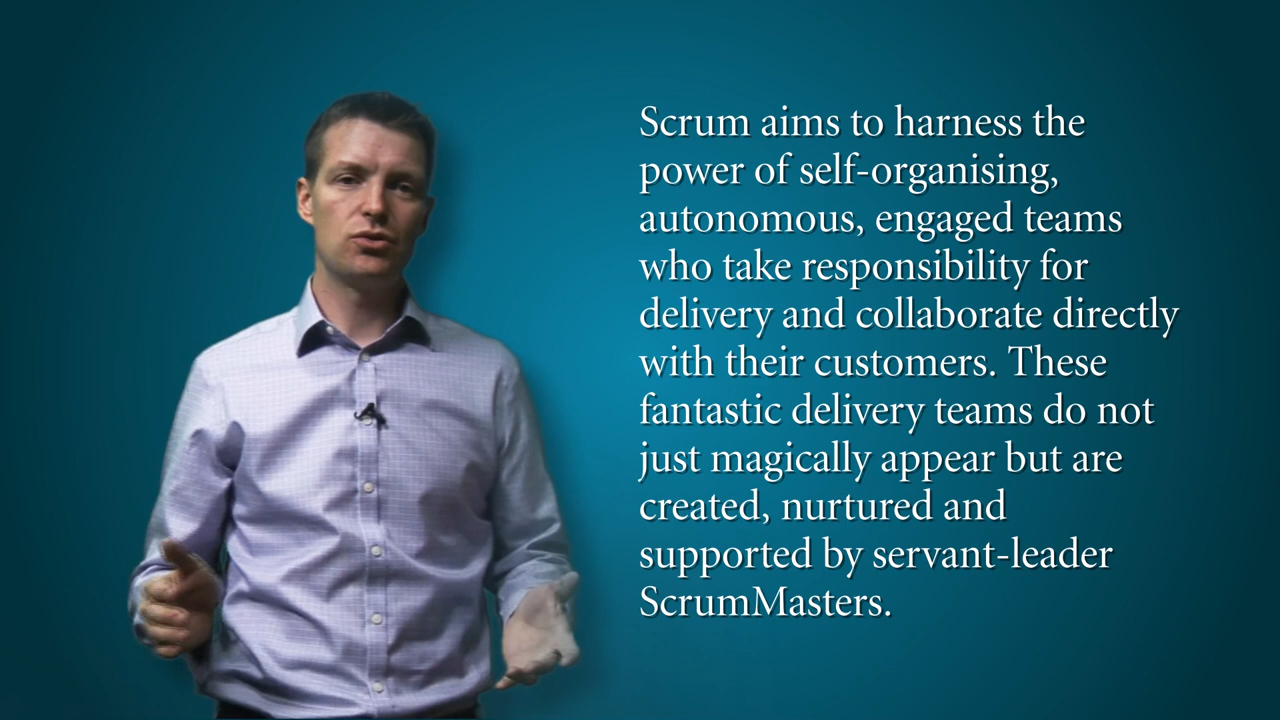 Scrum aims to harness the
power of self-organising,
autonomous, engaged teams
who take responsibility for
delivery and collaborate directly
with their customers. These
fantastic delivery teams do not
just magically appear but are
created, nurtured and
supported by servant-leader
ScrumMasters.